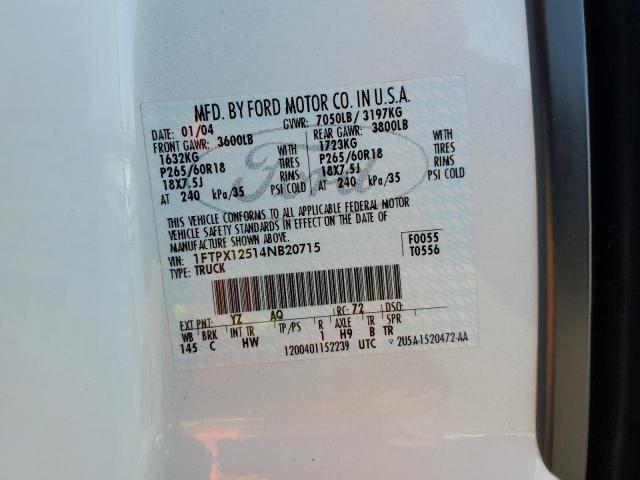 MFD. BY FORD MOTOR CO. IN U.S.A.
DATE: 01/04 GVWR: 7050LB/ 3197KG
FRONT GAWR: 3600LB REAR GAWR: 3800LB
1632KG WITH 1723KG WITH
P265/60R18 TIRES P265/60R18 TIRES
18X7.5J RINS 18X7.5J RINS
AT 240 kPa/35 PSI COLD AT 240 kPa/35 PSI COLD
THIS VEHICLE CONFORMS TO ALL APPLICABLE FEDERAL MOTOR
VEHICLE SAFETY STANDARDS IN EFFECT ON THE DATE OF
MANUFACTURE SHOWN ABOVE.
VIN: 1FTPX12514NB20715 F0055
TYPE: TRUCK T0556
EXT PNT: YZ AQ RC: 72 DSO:
WB BRK INT TR TP/PS R AXLE TR SPR
145 C HW 1 H9 B TR
1200401152239 UTC 2U5A-1520472-AA
Ford